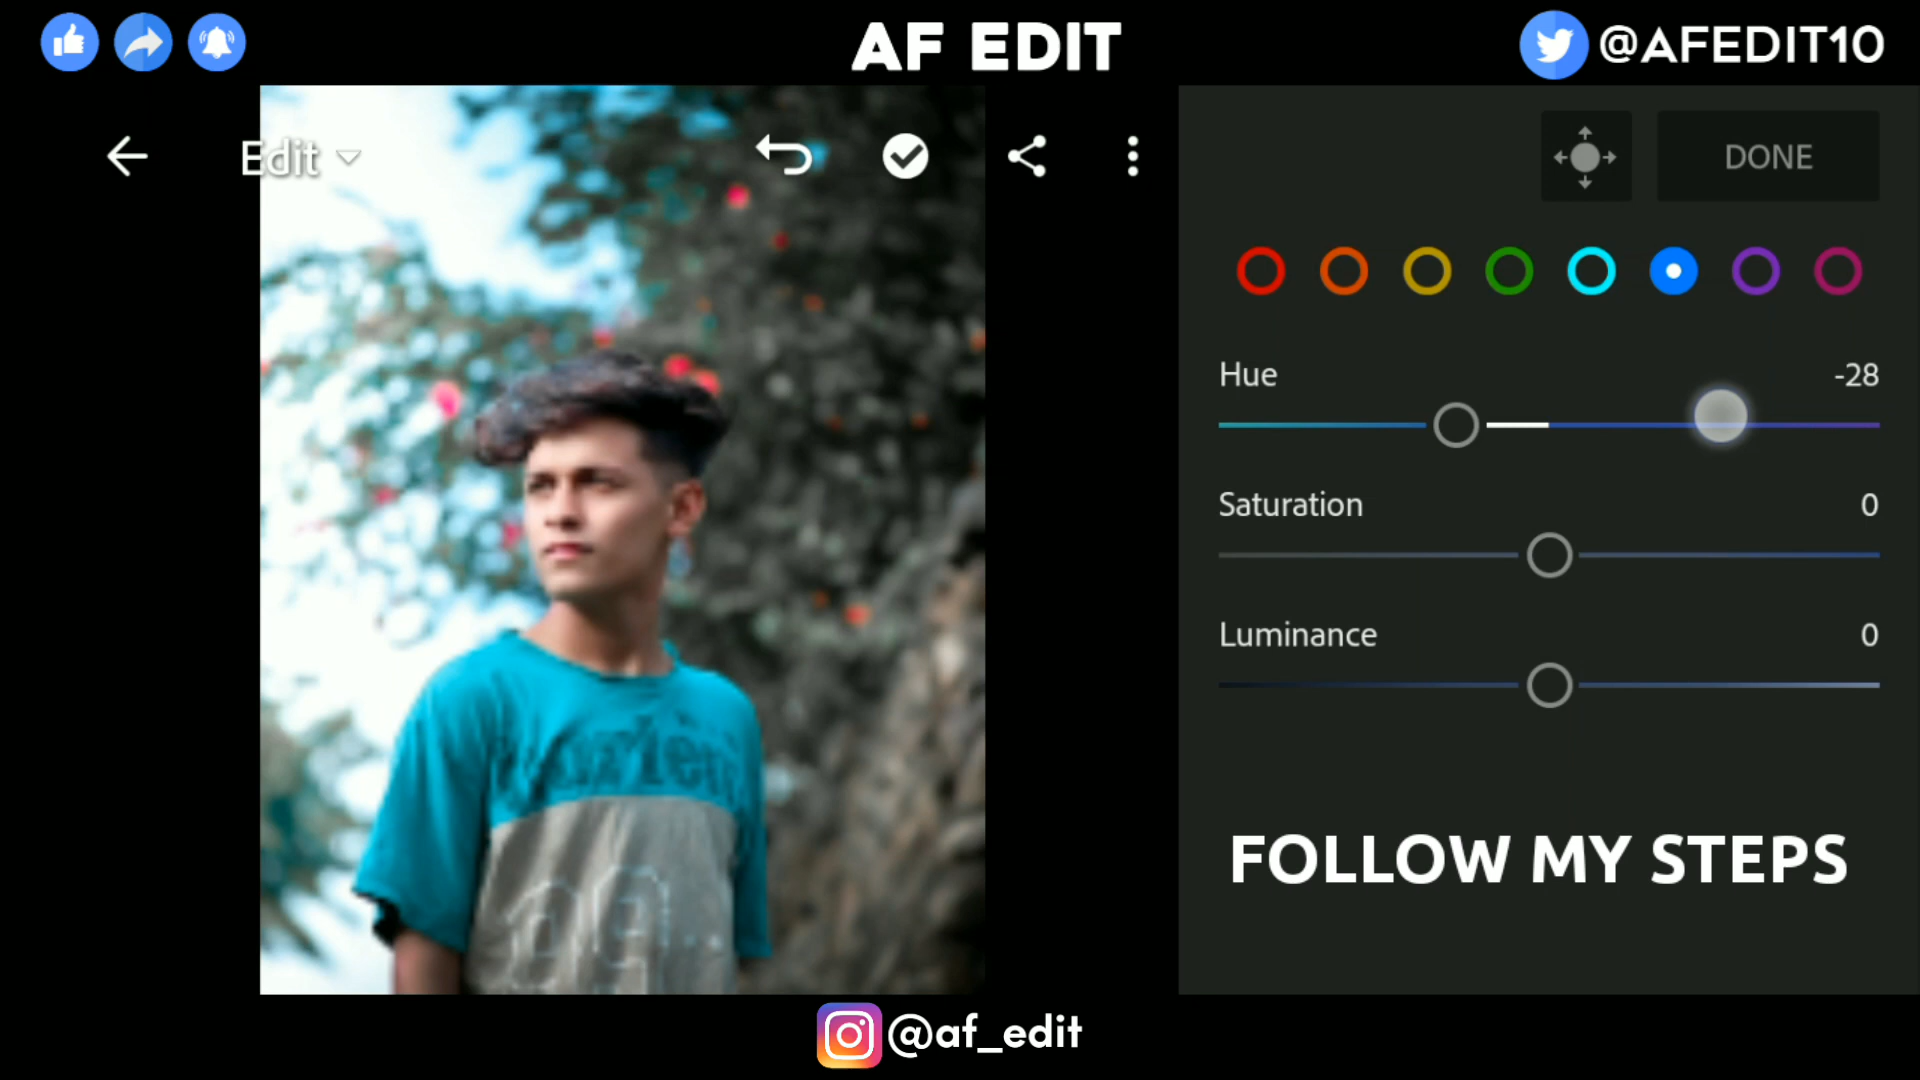 AF EDIT
@AFEDIT10
Edit
DONE
Hue
-28
Saturation
0
Luminance
0
FOLLOW MY STEPS
@af_edit